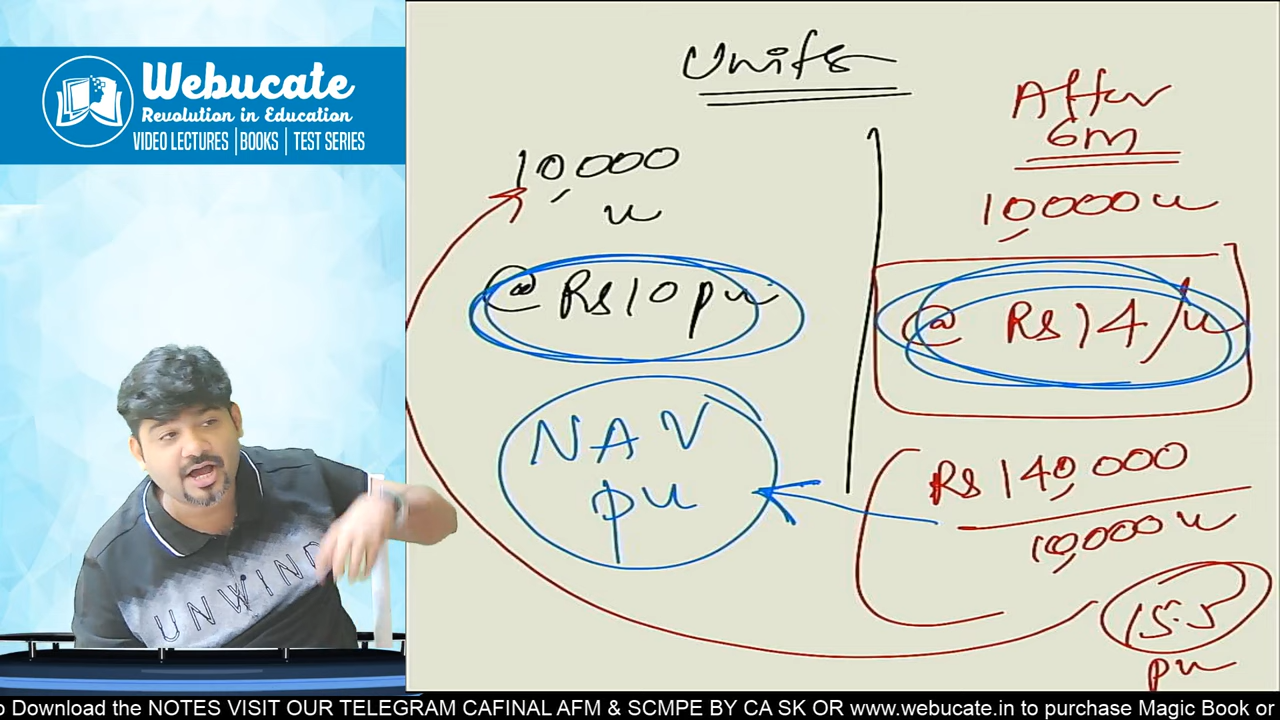 Webucate
Revolution in Education
VIDEO LECTURES | BOOKS | TEST SERIES
UNWIND
Units
10,000
u
@ Rs 10 pu
NAV
pu
After
6m
10,000 u
@ Rs 14/u
Rs 140,000
10,000 u
15.5
pu
o Download the NOTES VISIT OUR TELEGRAM CAFINAL AFM & SCMPE BY CA SK OR www.webucate.in to purchase Magic Book or